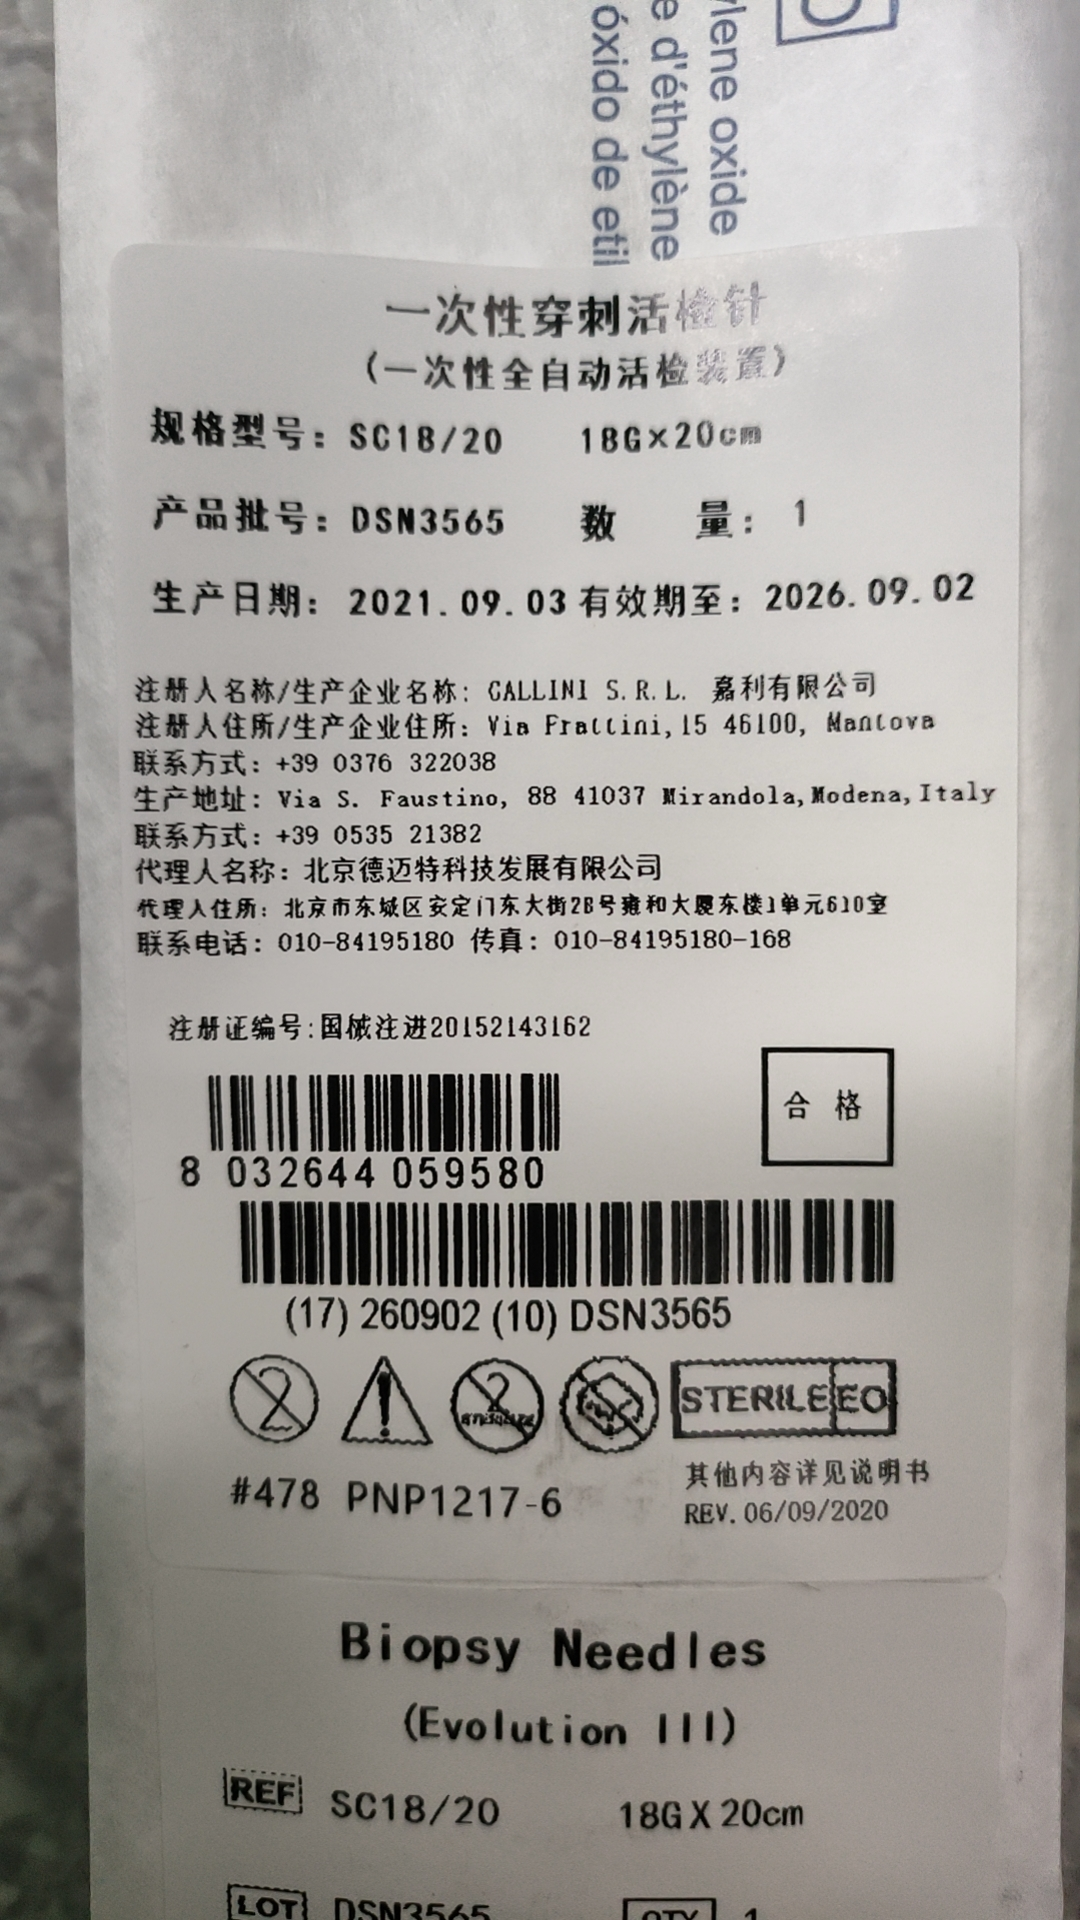 ylene oxide
e d'éthylène
óxido de etil
一次性穿刺活检针
(一次性全自动活检装置)
规格型号: SC18/20 18G×20cm
产品批号: DSN3565 数 量: 1
生产日期: 2021.09.03 有效期至: 2026.09.02
注册人名称/生产企业名称: GALLINI S.R.L. 嘉利有限公司
注册人住所/生产企业住所: Via Frattini,15 46100, Mantova
联系方式: +39 0376 322038
生产地址: Via S. Faustino, 88 41037 Mirandola,Modena,Italy
联系方式: +39 0535 21382
代理人名称: 北京德迈特科技发展有限公司
代理人住所: 北京市东城区安定门东大街28号雍和大厦东楼1单元610室
联系电话: 010-84195180 传真: 010-84195180-168
注册证编号:国械注进20152143162
合 格
8 032644 059580
(17) 260902 (10) DSN3565
2 STERILIZE STERILE EO
#478 PNP1217-6
其他内容详见说明书
REV. 06/09/2020
Biopsy Needles
(Evolution III)
REF SC18/20 18G X 20cm
LOT DSN3565 QTY 1